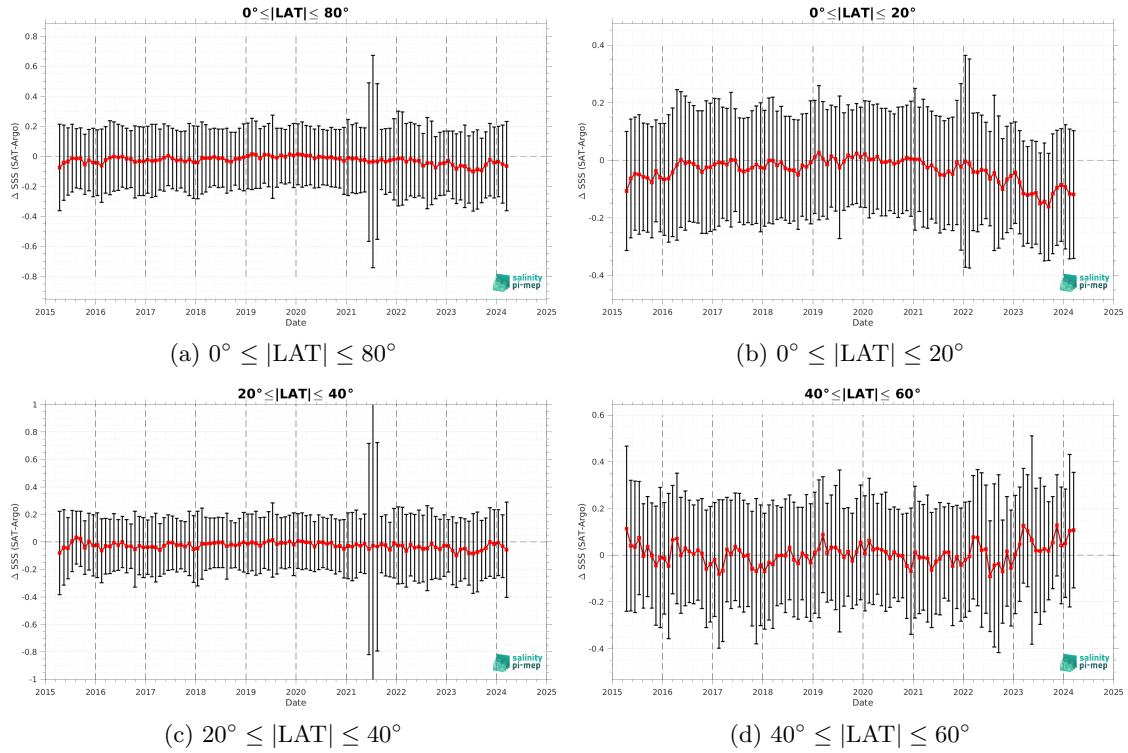 0°≤|LAT|≤ 80°
Δ SSS (SAT-Argo)
0.8
0.6
0.4
0.2
0
-0.2
-0.4
-0.6
-0.8
2015 2016 2017 2018 2019 2020 2021 2022 2023 2024 2025
Date
salinity
pi-mep
(a) 0° ≤ |LAT| ≤ 80°
0°≤|LAT|≤ 20°
Δ SSS (SAT-Argo)
0.4
0.2
0
-0.2
-0.4
2015 2016 2017 2018 2019 2020 2021 2022 2023 2024 2025
Date
salinity
pi-mep
(b) 0° ≤ |LAT| ≤ 20°
20°≤|LAT|≤ 40°
Δ SSS (SAT-Argo)
1
0.8
0.6
0.4
0.2
0
-0.2
-0.4
-0.6
-0.8
-1
2015 2016 2017 2018 2019 2020 2021 2022 2023 2024 2025
Date
salinity
pi-mep
(c) 20° ≤ |LAT| ≤ 40°
40°≤|LAT|≤ 60°
Δ SSS (SAT-Argo)
0.6
0.4
0.2
0
-0.2
-0.4
2015 2016 2017 2018 2019 2020 2021 2022 2023 2024 2025
Date
salinity
pi-mep
(d) 40° ≤ |LAT| ≤ 60°